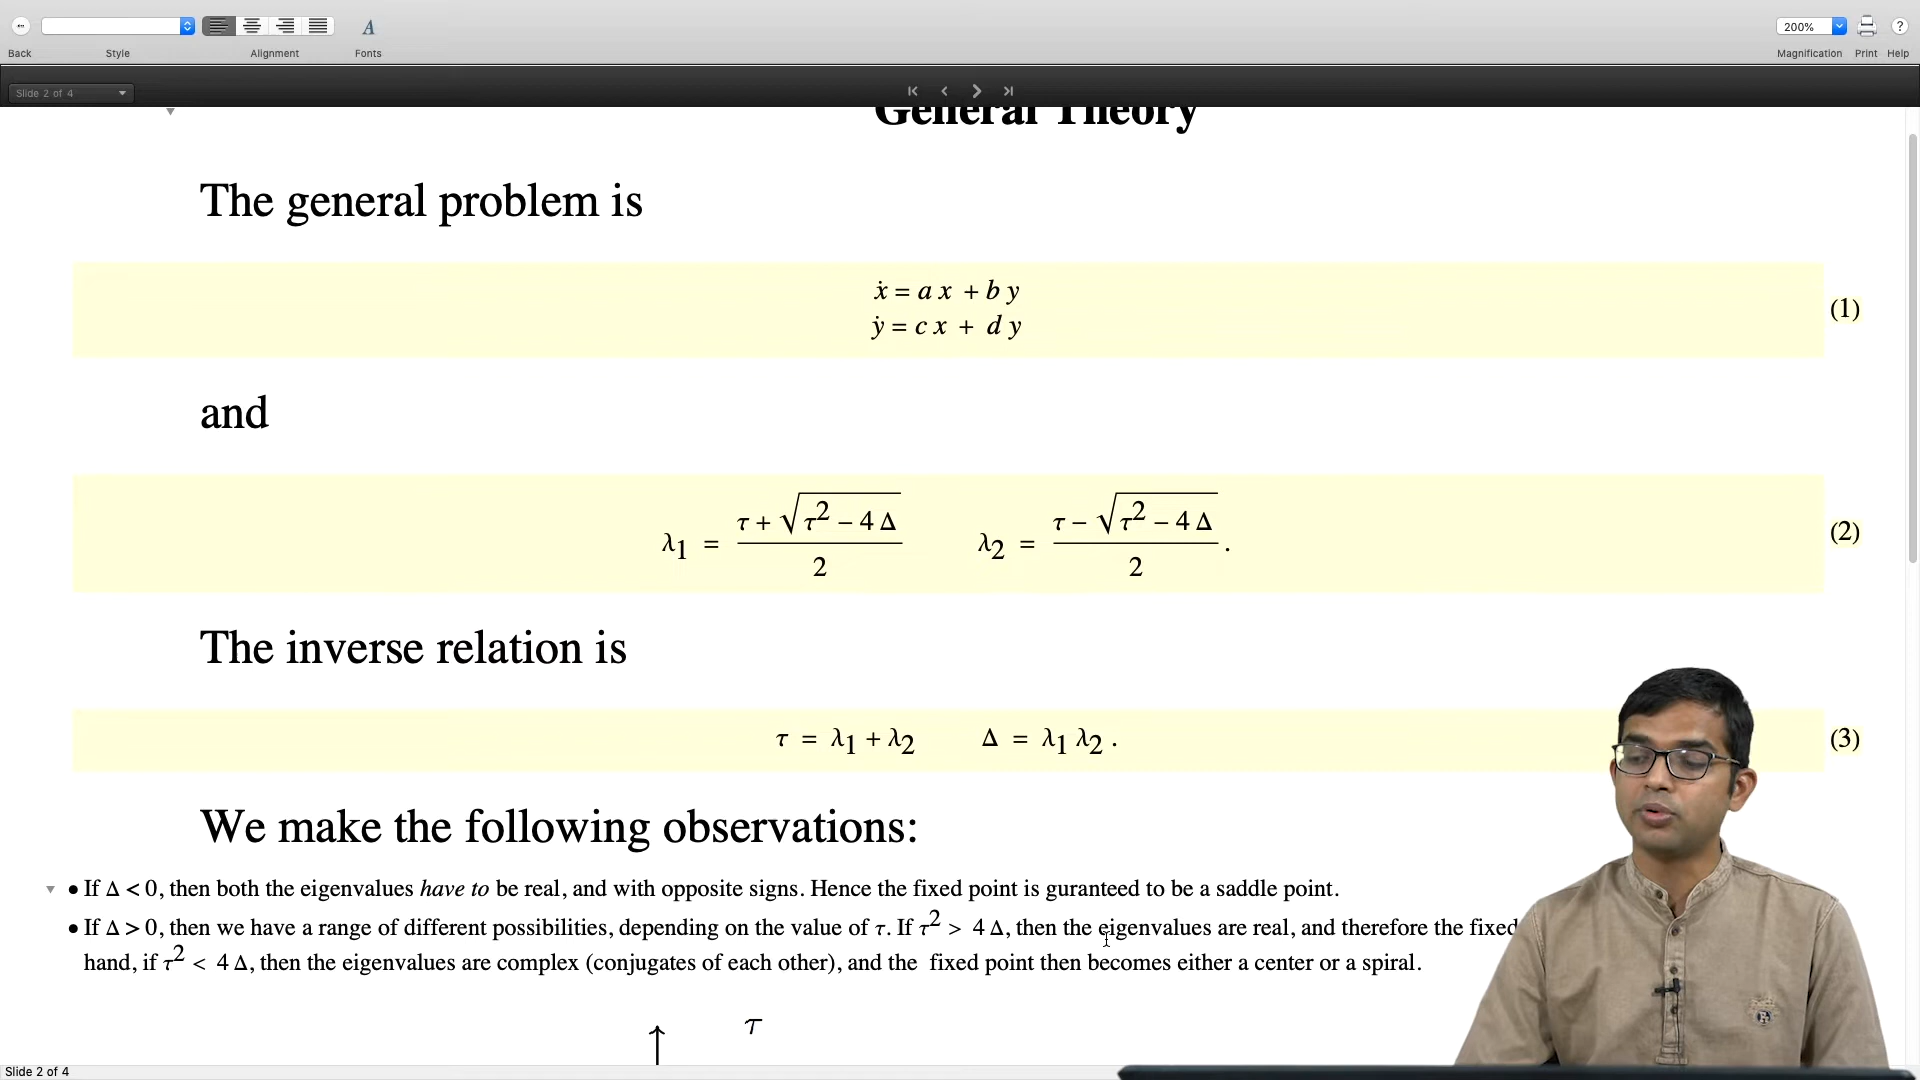 200%
Back Style Alignment Fonts Magnification Print Help
Slide 2 of 4
General Theory
The general problem is
ẋ = a x + b y
ẏ = c x + d y
(1)
and
λ1 = (τ + √(τ² − 4 Δ)) / 2 λ2 = (τ − √(τ² − 4 Δ)) / 2 . (2)
The inverse relation is
τ = λ1 + λ2 Δ = λ1 λ2 . (3)
We make the following observations:
• If Δ < 0, then both the eigenvalues have to be real, and with opposite signs. Hence the fixed point is guranteed to be a saddle point.
• If Δ > 0, then we have a range of different possibilities, depending on the value of τ. If τ² > 4 Δ, then the eigenvalues are real, and therefore the fixed
hand, if τ² < 4 Δ, then the eigenvalues are complex (conjugates of each other), and the fixed point then becomes either a center or a spiral.
τ
Slide 2 of 4